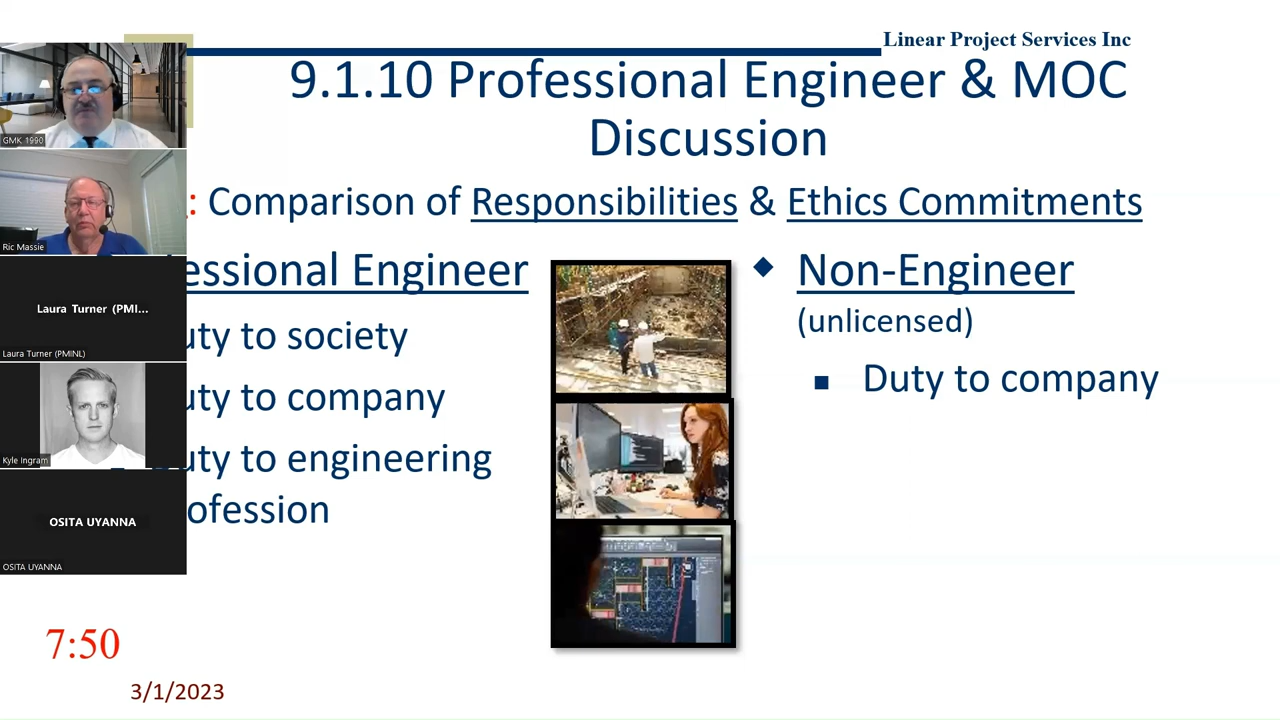 Linear Project Services Inc
9.1.10 Professional Engineer & MOC
Discussion
: Comparison of Responsibilities & Ethics Commitments
essional Engineer
uty to society
uty to company
uty to engineering
ofession
◆ Non-Engineer
(unlicensed)
■ Duty to company
GMK 1990
Ric Massie
Laura Turner (PMI...
Laura Turner (PMINL)
Kyle Ingram
OSITA UYANNA
OSITA UYANNA
7:50
3/1/2023